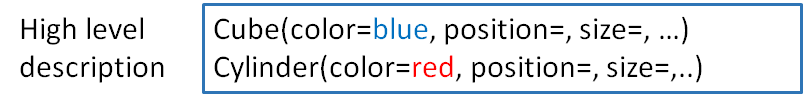 High level
description
Cube(color=blue, position=, size=, …)
Cylinder(color=red, position=, size=,..)